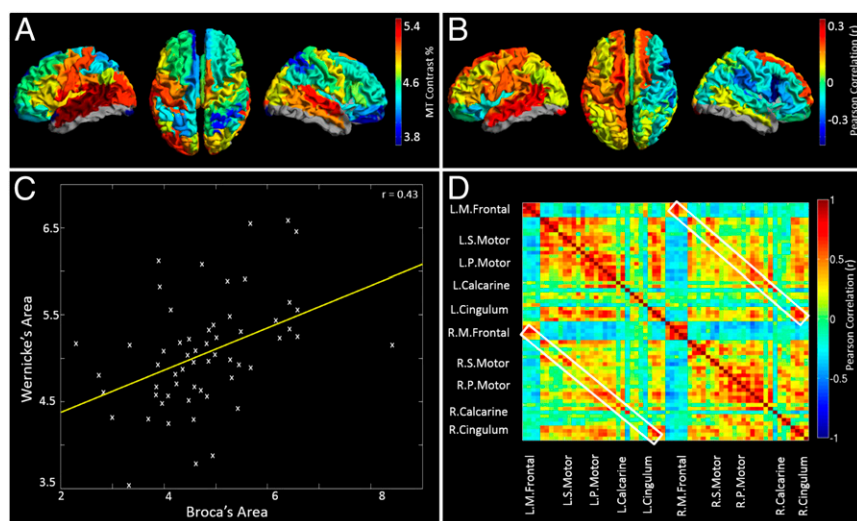 A
5.4
4.6
3.8
MT Contrast %
B
0.3
0
-0.3
Pearson Correlation (r)
C
r = 0.43
6.5
5.5
4.5
3.5
Wernicke's Area
2
4
6
8
Broca's Area
D
L.M.Frontal
L.S.Motor
L.P.Motor
L.Calcarine
L.Cingulum
R.M.Frontal
R.S.Motor
R.P.Motor
R.Calcarine
R.Cingulum
L.M.Frontal
L.S.Motor
L.P.Motor
L.Calcarine
L.Cingulum
R.M.Frontal
R.S.Motor
R.P.Motor
R.Calcarine
R.Cingulum
1
0.5
0
-0.5
-1
Pearson Correlation (r)